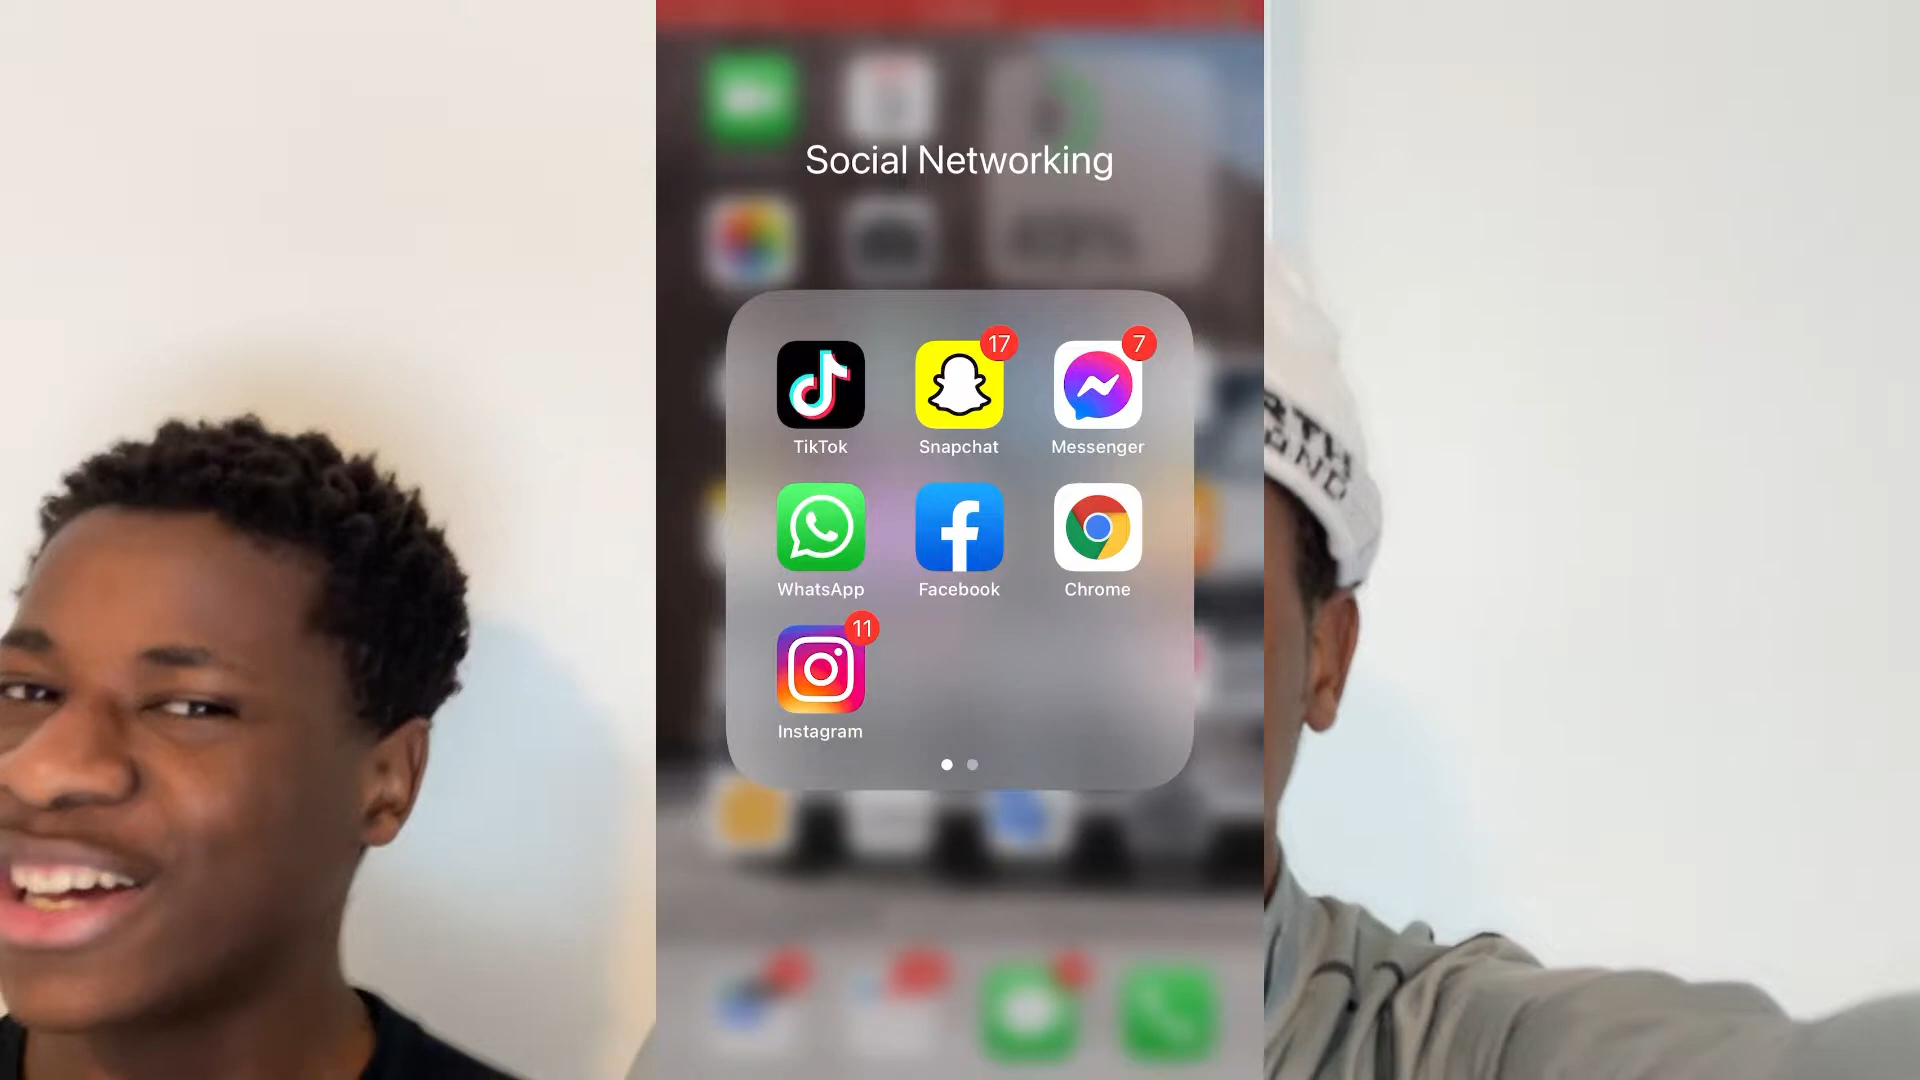 Social Networking
17
7
TikTok
Snapchat
Messenger
WhatsApp
Facebook
Chrome
11
Instagram